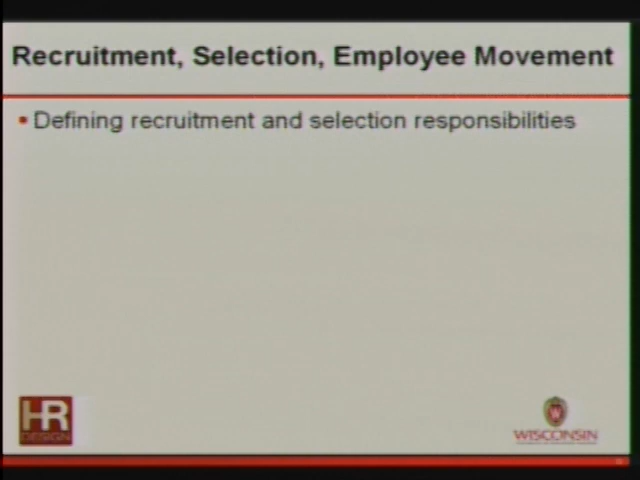 Recruitment, Selection, Employee Movement
• Defining recruitment and selection responsibilities
HR
DESIGN
W
WISCONSIN